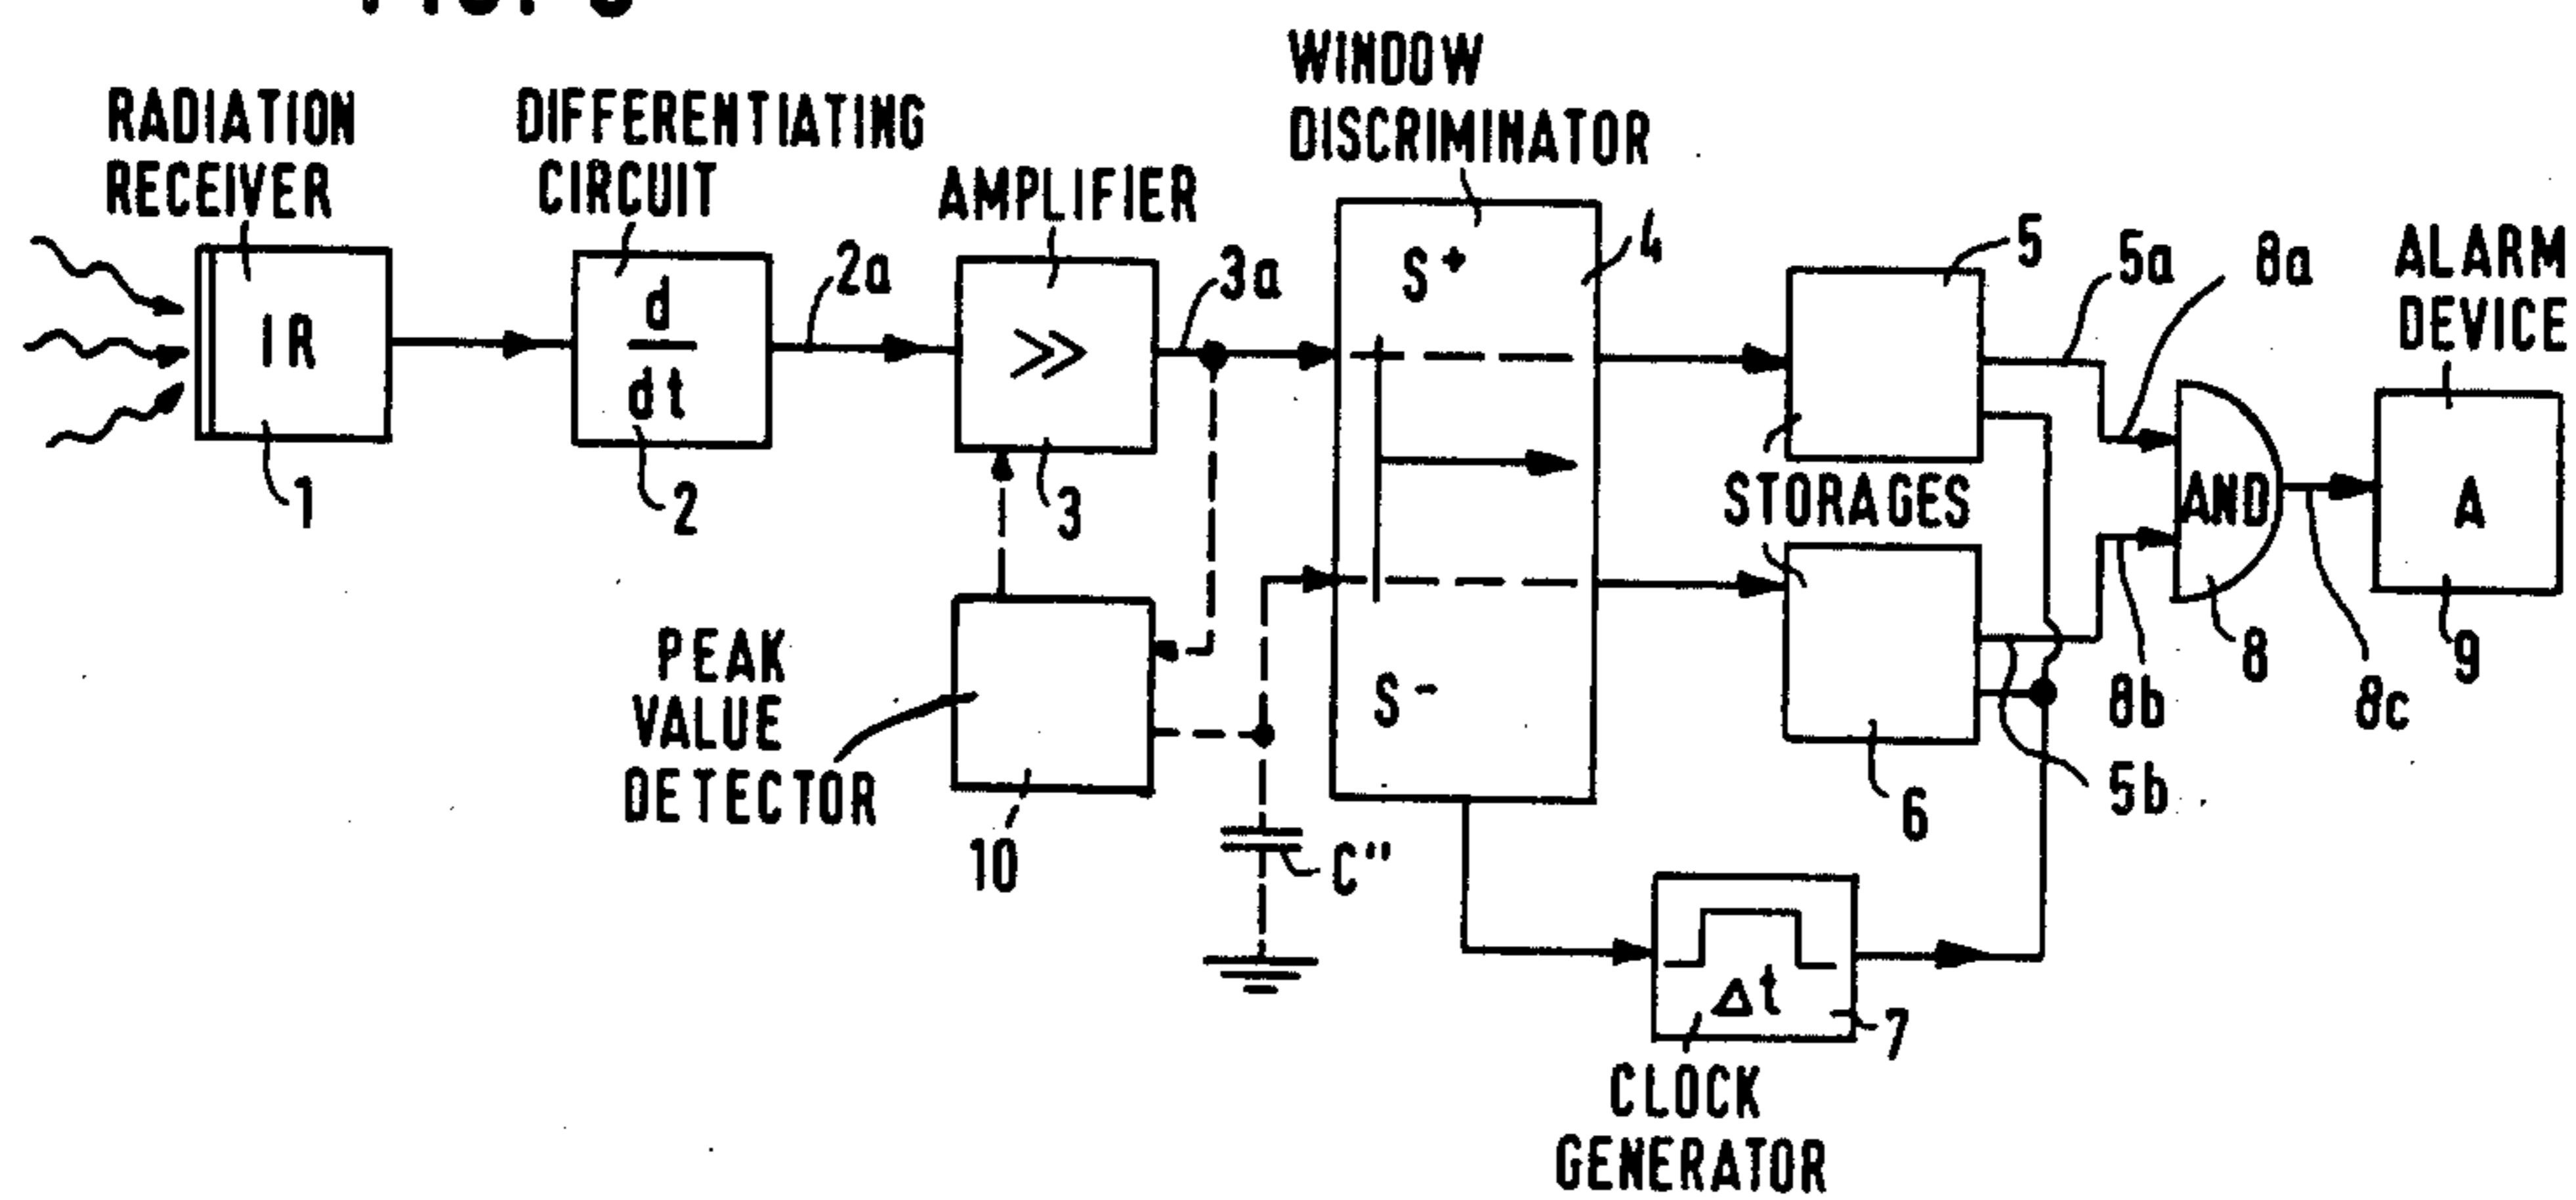 RADIATION
RECEIVER
DIFFERENTIATING
CIRCUIT
AMPLIFIER
WINDOW
DISCRIMINATOR
ALARM
DEVICE
IR
1
d
dt
2
2a
3
3a
S+
S-
4
5
5a
8a
STORAGES
AND
8
A
9
8b
8c
6
5b
PEAK
VALUE
DETECTOR
10
C"
Δt
7
CLOCK
GENERATOR